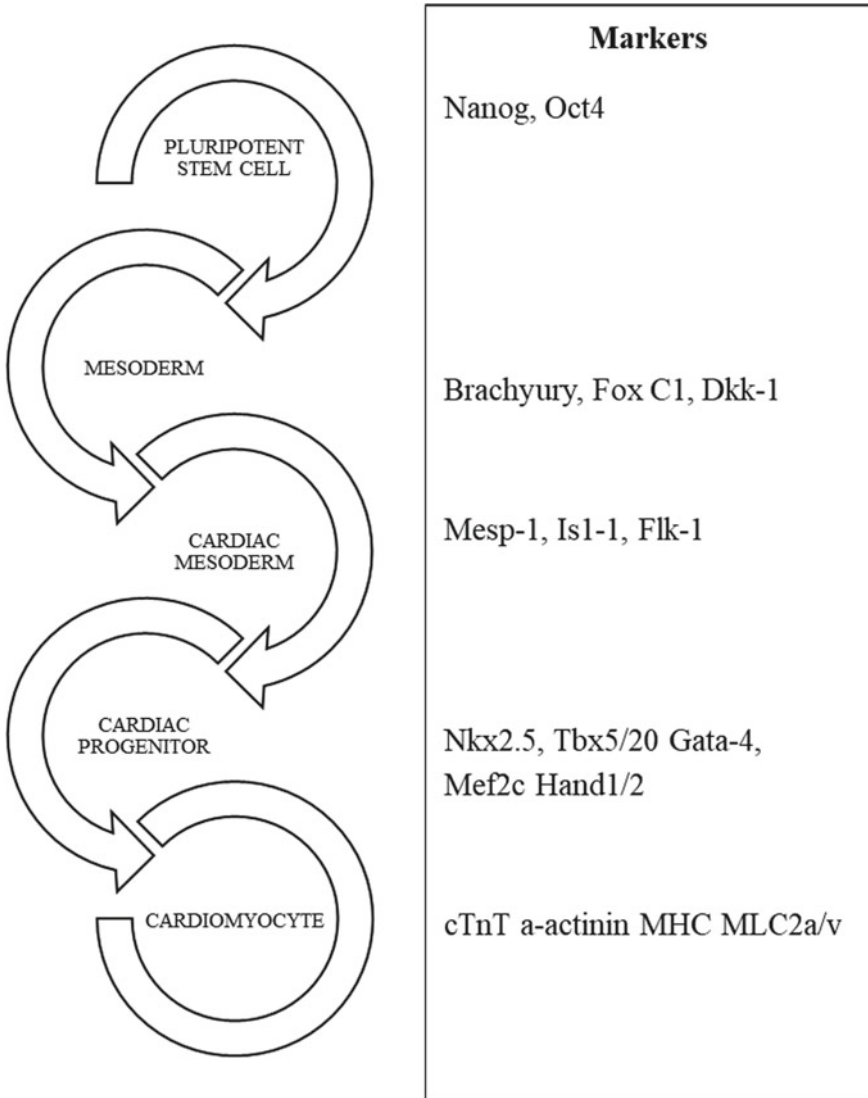 Markers
PLURIPOTENT
STEM CELL
Nanog, Oct4
MESODERM
Brachyury, Fox C1, Dkk-1
CARDIAC
MESODERM
Mesp-1, Is1-1, Flk-1
CARDIAC
PROGENITOR
Nkx2.5, Tbx5/20 Gata-4,
Mef2c Hand1/2
CARDIOMYOCYTE
cTnT a-actinin MHC MLC2a/v